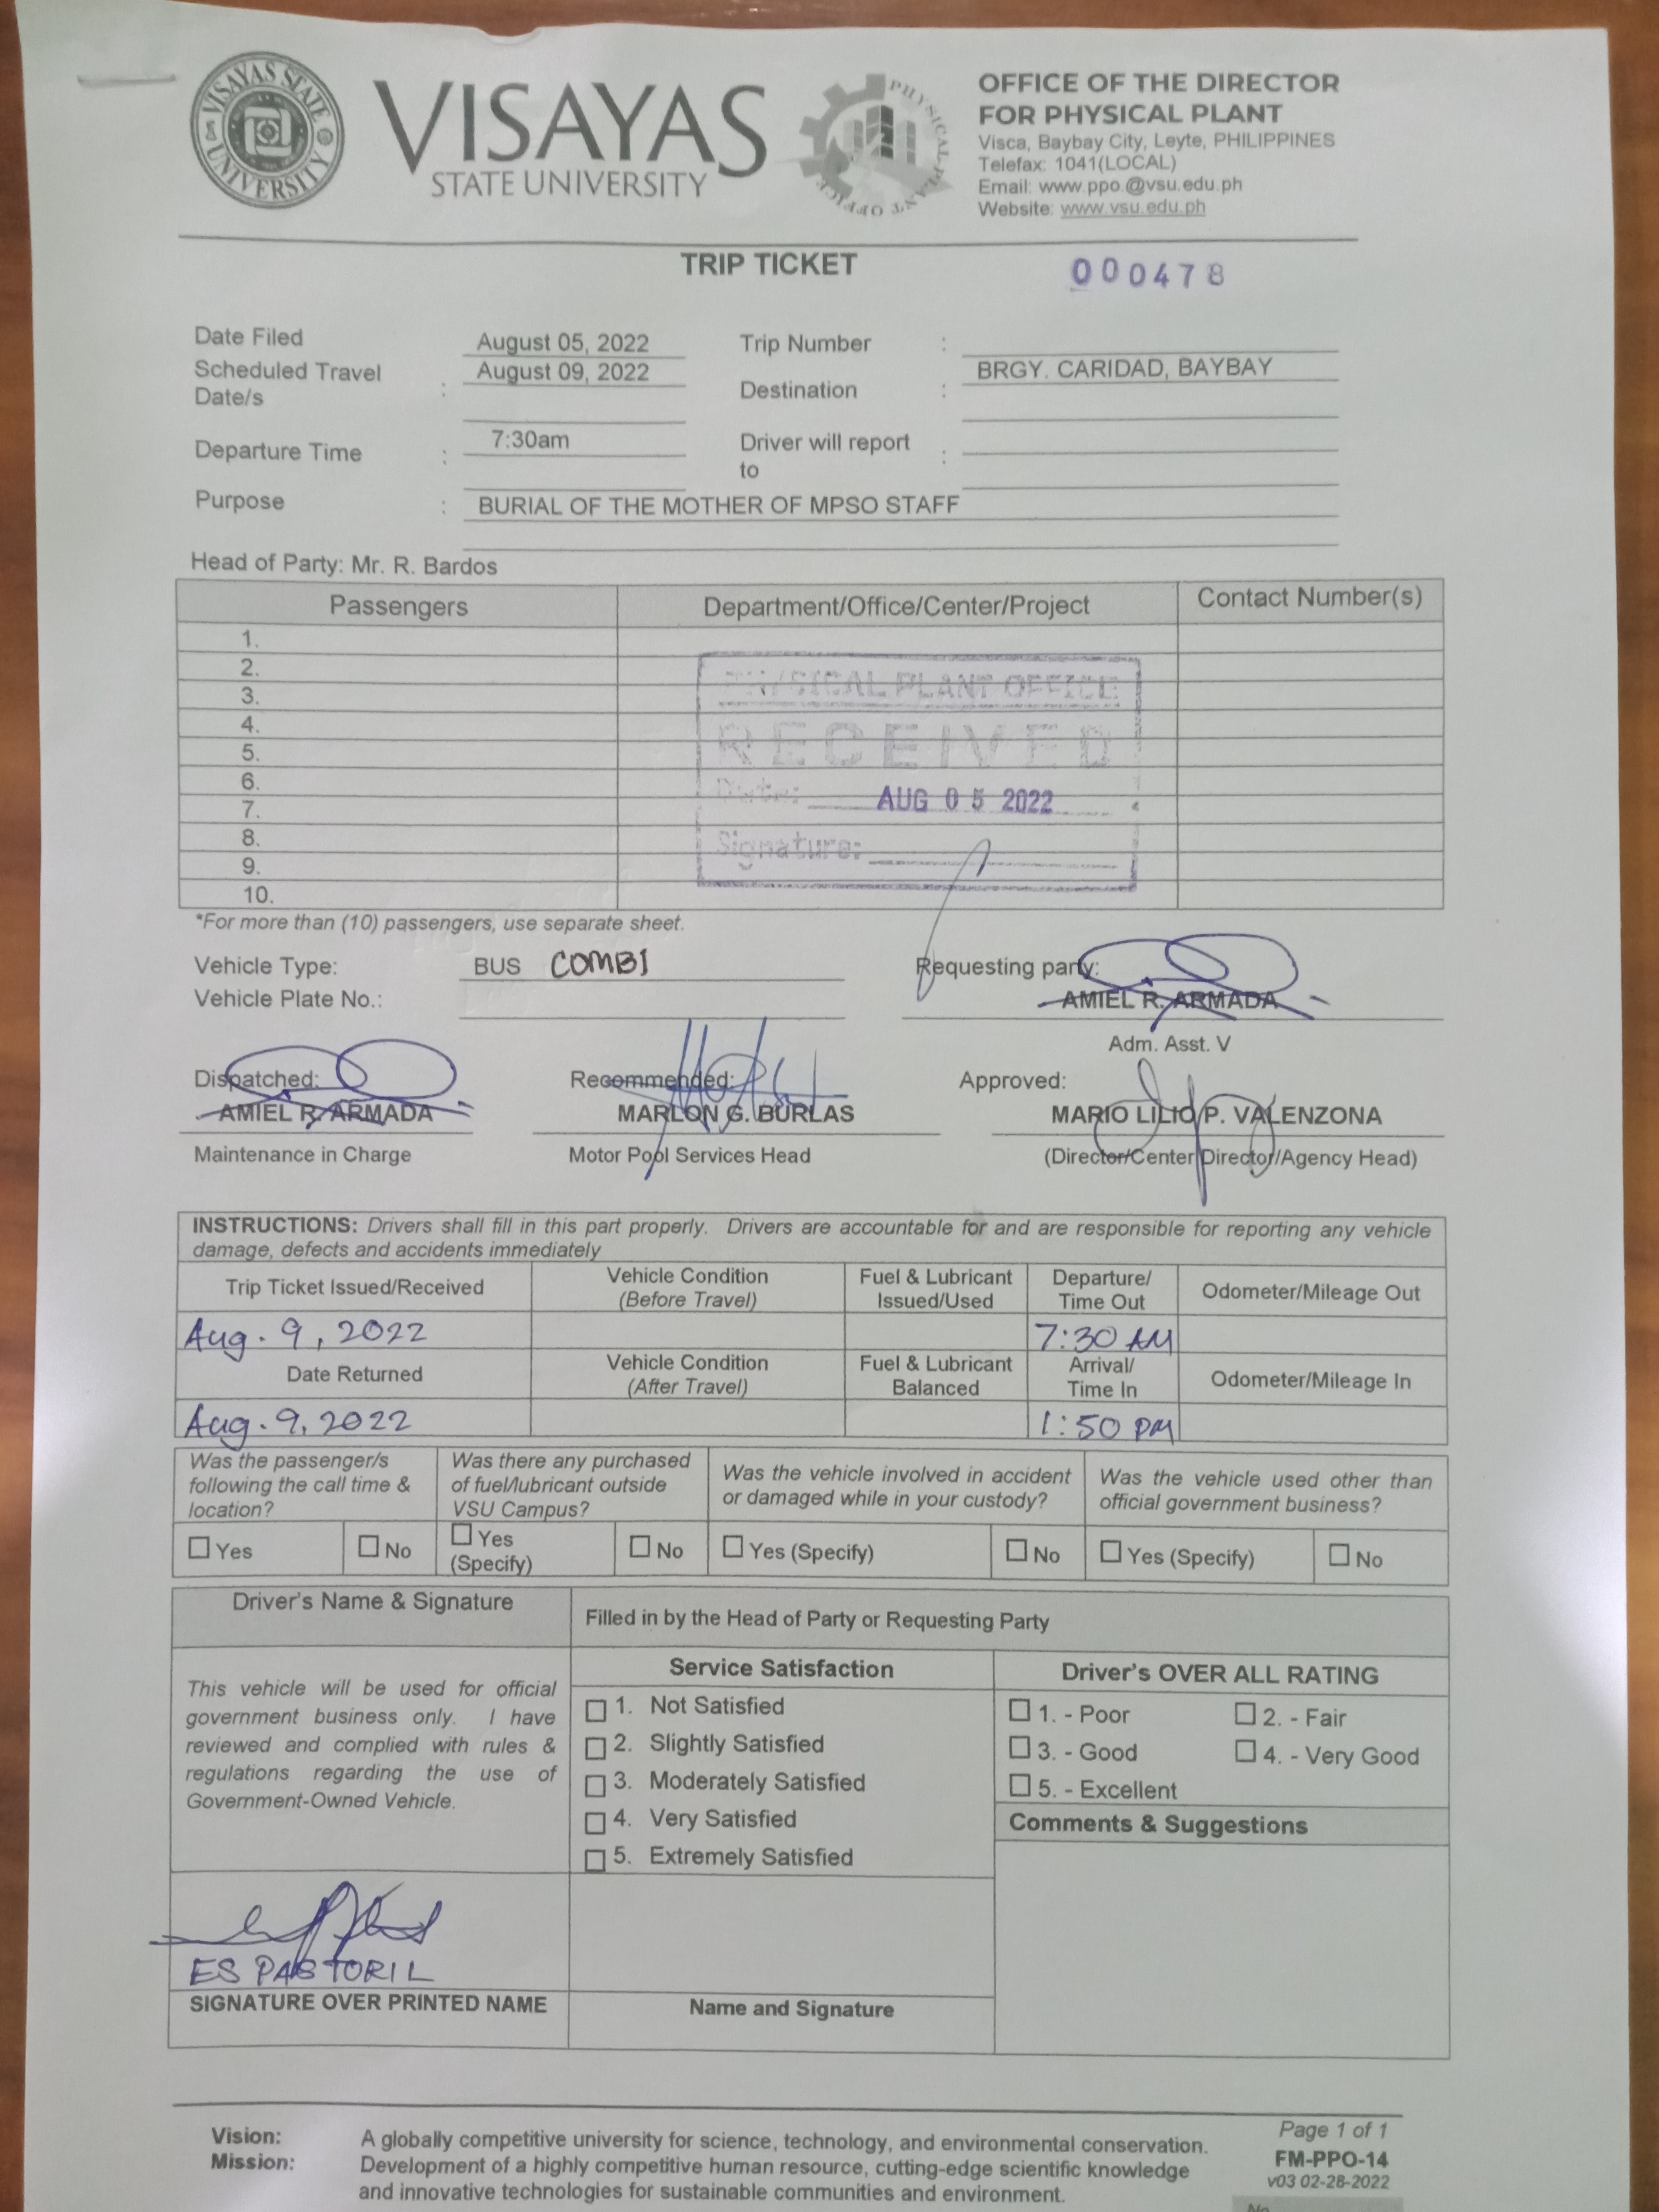 VISAYAS STATE UNIVERSITY
VISAYAS
STATE UNIVERSITY
PHYSICAL PLANT OFFICE
OFFICE OF THE DIRECTOR
FOR PHYSICAL PLANT
Visca, Baybay City, Leyte, PHILIPPINES
Telefax: 1041(LOCAL)
Email: www.ppo.@vsu.edu.ph
Website: www.vsu.edu.ph
TRIP TICKET 000478
Date Filed August 05, 2022 Trip Number :
Scheduled Travel Date/s : August 09, 2022 Destination : BRGY. CARIDAD, BAYBAY
Departure Time : 7:30am Driver will report to :
Purpose : BURIAL OF THE MOTHER OF MPSO STAFF
Head of Party: Mr. R. Bardos
Passengers Department/Office/Center/Project Contact Number(s)
1.
2.
3.
4.
5.
6.
7.
8.
9.
10.
PHYSICAL PLANT OFFICE
RECEIVED
Date: AUG 05 2022
Signature:
*For more than (10) passengers, use separate sheet.
Vehicle Type: BUS COMBI Requesting party:
Vehicle Plate No.: AMIEL R. ARMADA
Adm. Asst. V
Dispatched: Recommended: Approved:
AMIEL R. ARMADA MARLON G. BURLAS MARIO LILIO P. VALENZONA
Maintenance in Charge Motor Pool Services Head (Director/Center Director/Agency Head)
INSTRUCTIONS: Drivers shall fill in this part properly. Drivers are accountable for and are responsible for reporting any vehicle
damage, defects and accidents immediately
Trip Ticket Issued/Received Vehicle Condition (Before Travel) Fuel & Lubricant Issued/Used Departure/ Time Out Odometer/Mileage Out
Aug. 9, 2022 7:30 AM
Date Returned Vehicle Condition (After Travel) Fuel & Lubricant Balanced Arrival/ Time In Odometer/Mileage In
Aug. 9, 2022 1:50 PM
Was the passenger/s following the call time & location? Was there any purchased of fuel/lubricant outside VSU Campus? Was the vehicle involved in accident or damaged while in your custody? Was the vehicle used other than official government business?
Yes No Yes (Specify) No Yes (Specify) No Yes (Specify) No
Driver's Name & Signature Filled in by the Head of Party or Requesting Party
This vehicle will be used for official
government business only. I have
reviewed and complied with rules &
regulations regarding the use of
Government-Owned Vehicle.
Service Satisfaction
1. Not Satisfied
2. Slightly Satisfied
3. Moderately Satisfied
4. Very Satisfied
5. Extremely Satisfied
Driver's OVER ALL RATING
1. - Poor 2. - Fair
3. - Good 4. - Very Good
5. - Excellent
Comments & Suggestions
ES PASTORIL
SIGNATURE OVER PRINTED NAME Name and Signature
Vision: A globally competitive university for science, technology, and environmental conservation.
Mission: Development of a highly competitive human resource, cutting-edge scientific knowledge
and innovative technologies for sustainable communities and environment.
Page 1 of 1
FM-PPO-14
v03 02-28-2022
No.